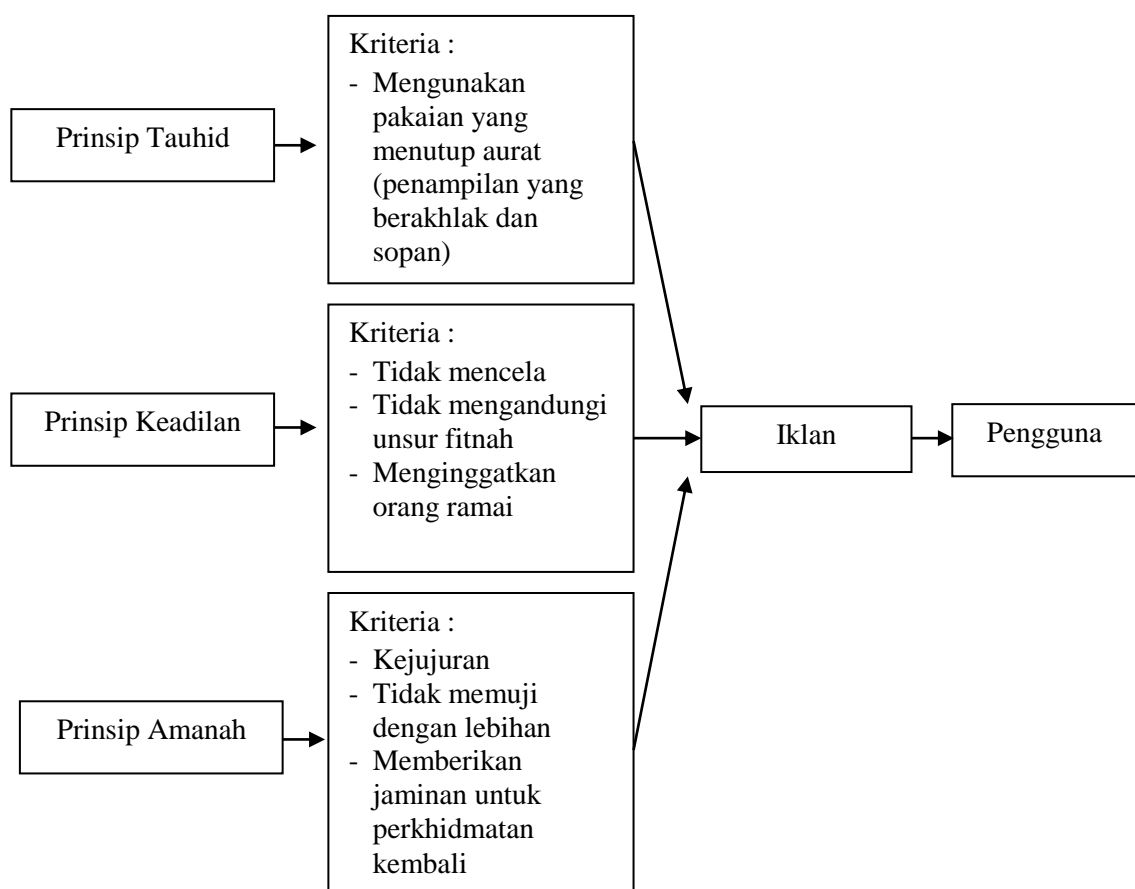 Prinsip Tauhid
Kriteria :
- Mengunakan
pakaian yang
menutup aurat
(penampilan yang
berakhlak dan
sopan)
Prinsip Keadilan
Kriteria :
- Tidak mencela
- Tidak mengandungi
unsur fitnah
- Menginggatkan
orang ramai
Prinsip Amanah
Kriteria :
- Kejujuran
- Tidak memuji
dengan lebihan
- Memberikan
jaminan untuk
perkhidmatan
kembali
Iklan
Pengguna